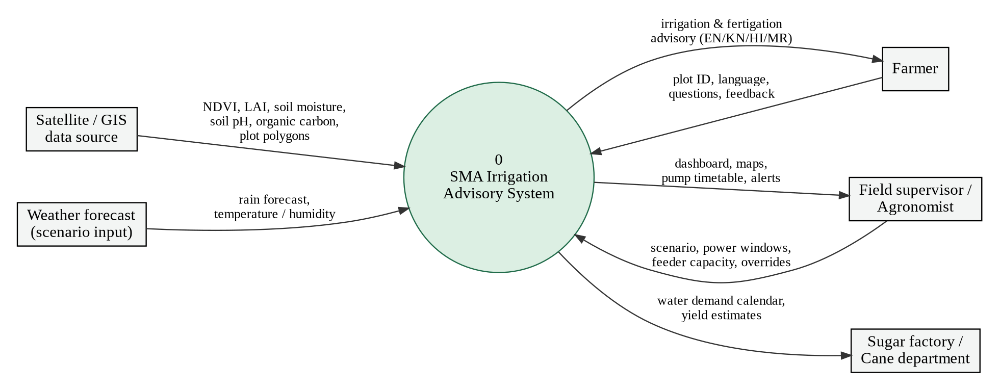 irrigation & fertigation
advisory (EN/KN/HI/MR)
Farmer
plot ID, language,
questions, feedback
Satellite / GIS
data source
NDVI, LAI, soil moisture,
soil pH, organic carbon,
plot polygons
0
SMA Irrigation
Advisory System
dashboard, maps,
pump timetable, alerts
Field supervisor /
Agronomist
Weather forecast
(scenario input)
rain forecast,
temperature / humidity
scenario, power windows,
feeder capacity, overrides
water demand calendar,
yield estimates
Sugar factory /
Cane department